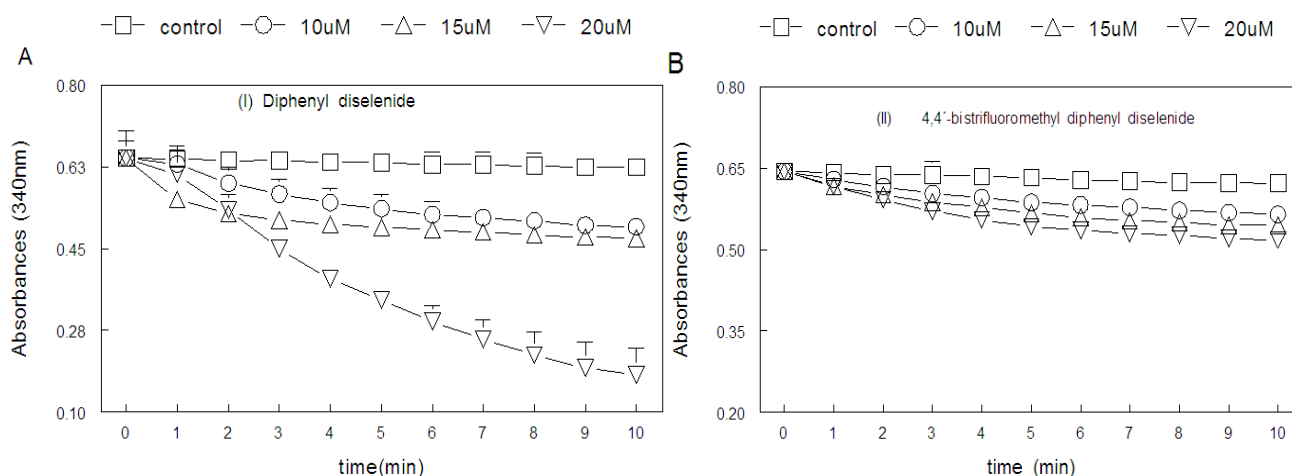 control 10uM 15uM 20uM
A
(I) Diphenyl diselenide
Absorbances (340nm)
0.80
0.63
0.45
0.28
0.10
0 1 2 3 4 5 6 7 8 9 10
time(min)
control 10uM 15uM 20uM
B
(II) 4,4´-bistrifluoromethyl diphenyl diselenide
Absorbances (340nm)
0.80
0.65
0.50
0.35
0.20
0 1 2 3 4 5 6 7 8 9 10
time (min)